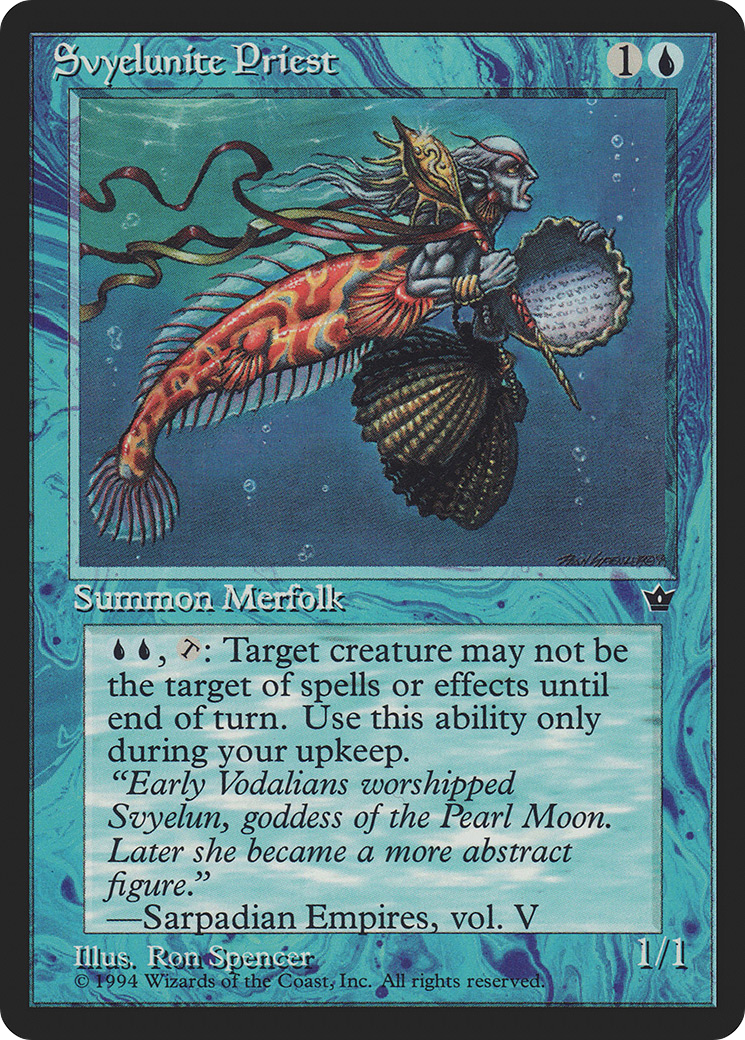 Svyelunite Priest 1
Summon Merfolk
, T: Target creature may not be
the target of spells or effects until
end of turn. Use this ability only
during your upkeep.
“Early Vodalians worshipped
Svyelun, goddess of the Pearl Moon.
Later she became a more abstract
figure.”
—Sarpadian Empires, vol. V
Illus. Ron Spencer 1/1
© 1994 Wizards of the Coast, Inc. All rights reserved.